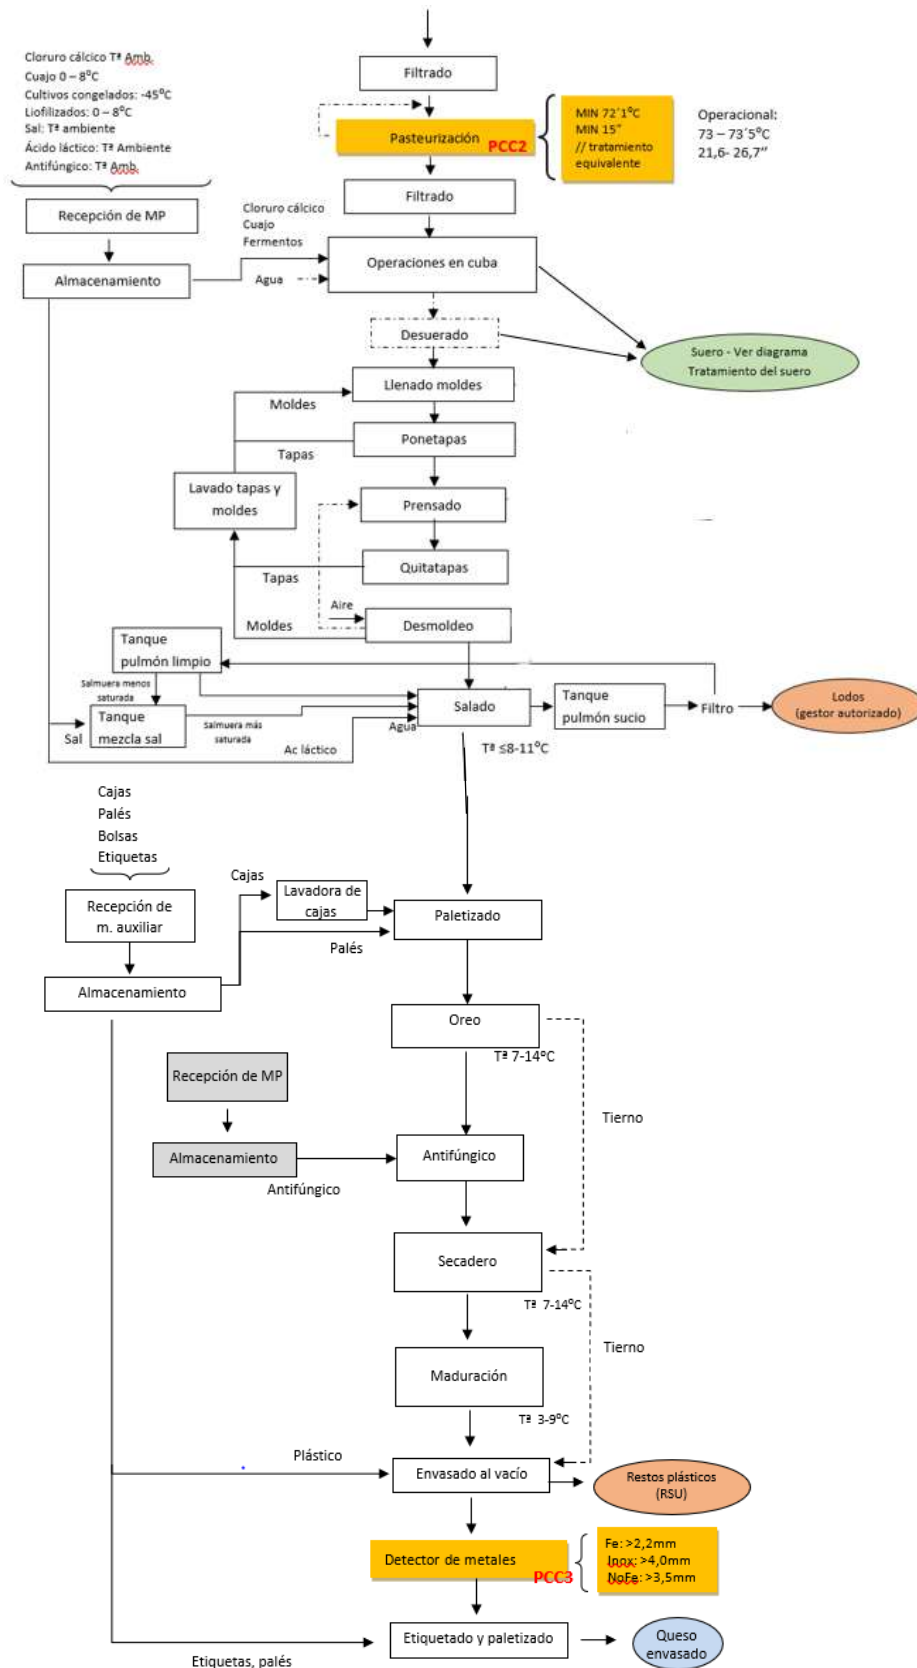 Cloruro cálcico Tª Amb.
Cuajo 0 – 8ºC
Cultivos congelados: -45ºC
Liofilizados: 0 – 8ºC
Sal: Tª ambiente
Ácido láctico: Tª Ambiente
Antifúngico: Tª Amb.
Recepción de MP
Almacenamiento
Filtrado
Pasteurización
PCC2
MIN 72´1ºC
MIN 15"
// tratamiento
equivalente
Operacional:
73 – 73´5ºC
21,6- 26,7"
Filtrado
Cloruro cálcico
Cuajo
Fermentos
Agua
Operaciones en cuba
Desuerado
Suero - Ver diagrama
Tratamiento del suero
Llenado moldes
Moldes
Ponetapas
Tapas
Lavado tapas y
moldes
Prensado
Quitatapas
Tapas
Aire
Moldes
Desmoldeo
Tanque
pulmón limpio
Salmuera menos
saturada
Sal
Tanque
mezcla sal
Salmuera más
saturada
Ac láctico
Agua
Salado
Tª ≤8-11ºC
Tanque
pulmón sucio
Filtro
Lodos
(gestor autorizado)
Cajas
Palés
Bolsas
Etiquetas
Recepción de
m. auxiliar
Almacenamiento
Cajas
Lavadora de
cajas
Palés
Paletizado
Oreo
Tª 7-14ºC
Tierno
Recepción de MP
Almacenamiento
Antifúngico
Antifúngico
Secadero
Tª 7-14ºC
Tierno
Maduración
Tª 3-9ºC
Plástico
Envasado al vacío
Restos plásticos
(RSU)
Detector de metales
PCC3
Fe: >2,2mm
Inox: >4,0mm
NoFe: >3,5mm
Etiquetado y paletizado
Etiquetas, palés
Queso
envasado